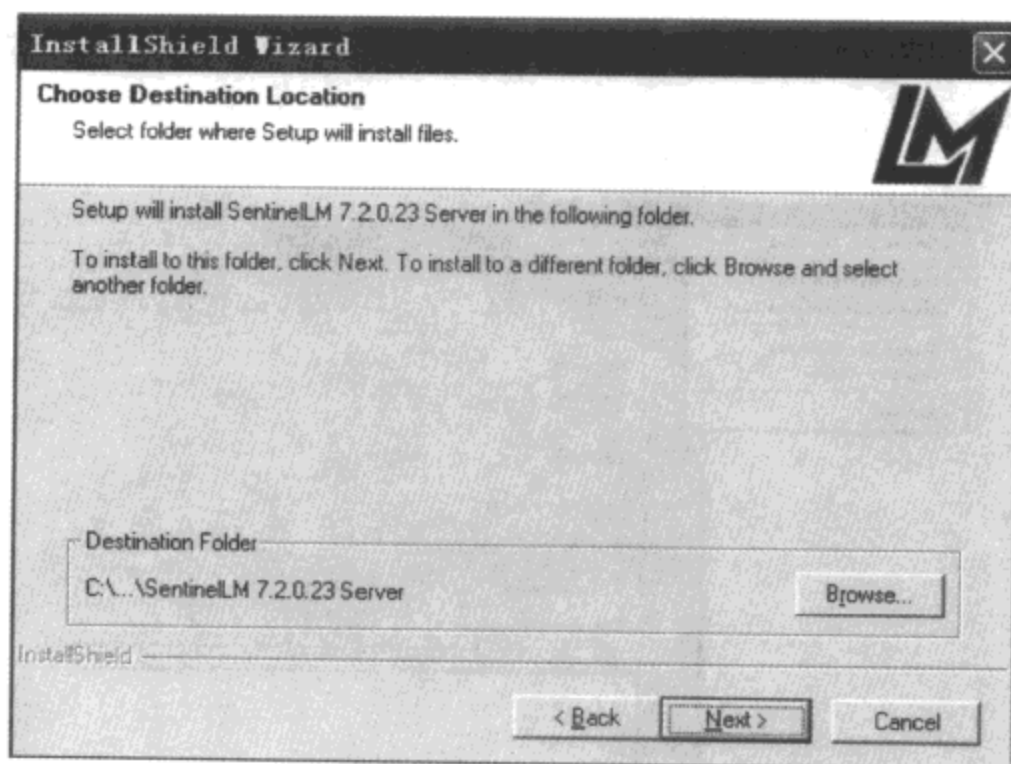 InstallShield Wizard
Choose Destination Location
Select folder where Setup will install files.
LM
Setup will install SentinelLM 7.2.0.23 Server in the following folder.
To install to this folder, click Next. To install to a different folder, click Browse and select
another folder.
Destination Folder
C:\...\SentinelLM 7.2.0.23 Server
Browse...
InstallShield
< Back
Next >
Cancel